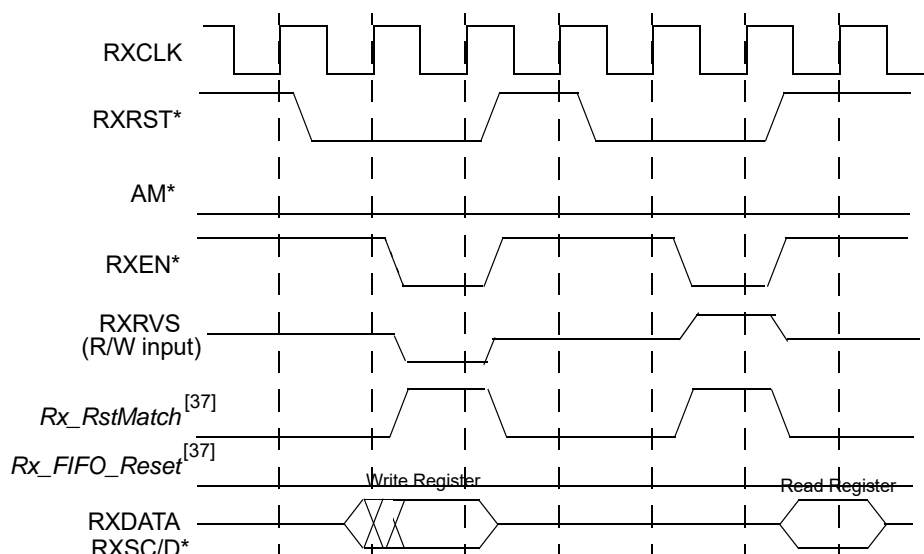 RXCLK
RXRST*
AM*
RXEN*
RXRVS
(R/W input)
Rx_RstMatch[37]
Rx_FIFO_Reset[37]
Write Register
Read Register
RXDATA
RXSC/D*